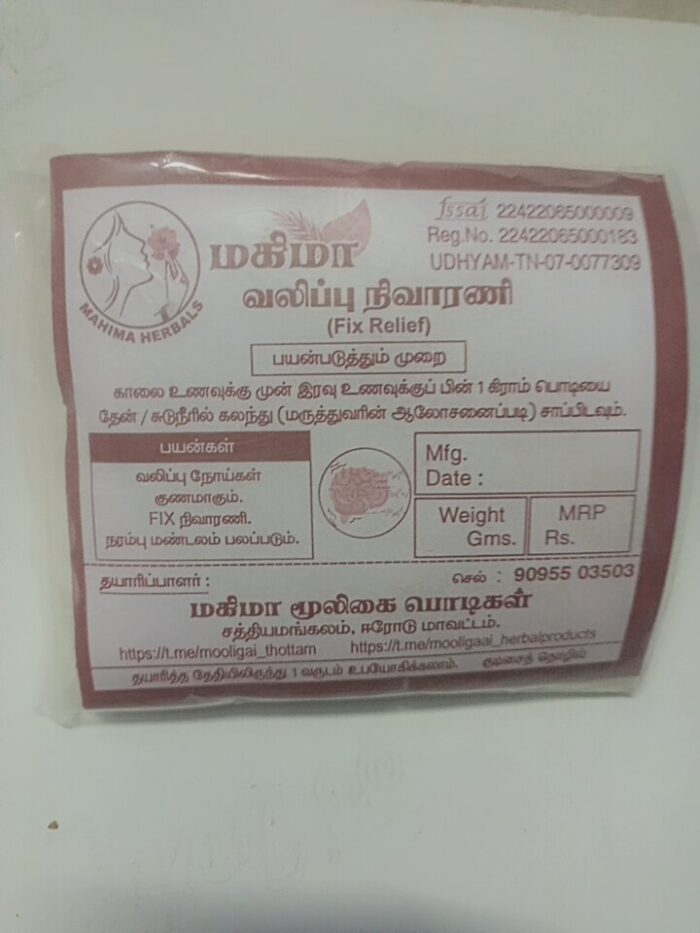 fssai 22422065000009
Reg.No. 22422065000183
UDHYAM-TN-07-0077309
MAHIMA HERBALS
மகிமா
வலிப்பு நிவாரணி
(Fix Relief)
பயன்படுத்தும் முறை
காலை உணவுக்கு முன் இரவு உணவுக்குப் பின் 1 கிராம் பொடியை
தேன் / சுடுநீரில் கலந்து (மருத்துவரின் ஆலோசனைப்படி) சாப்பிடவும்.
பயன்கள்
வலிப்பு நோய்கள்
குணமாகும்.
FIX நிவாரணி.
நரம்பு மண்டலம் பலப்படும்.
Mfg.
Date :
Weight
Gms.
MRP
Rs.
தயாரிப்பாளர் :
செல் : 90955 03503
மகிமா மூலிகை பொடிகள்
சத்தியமங்கலம், ஈரோடு மாவட்டம்.
https://t.me/mooligai_thottam https://t.me/mooligaai_herbalproducts
தயாரித்த தேதியிலிருந்து 1 வருடம் உபயோகிக்கலாம். குடிசைத் தொழில்